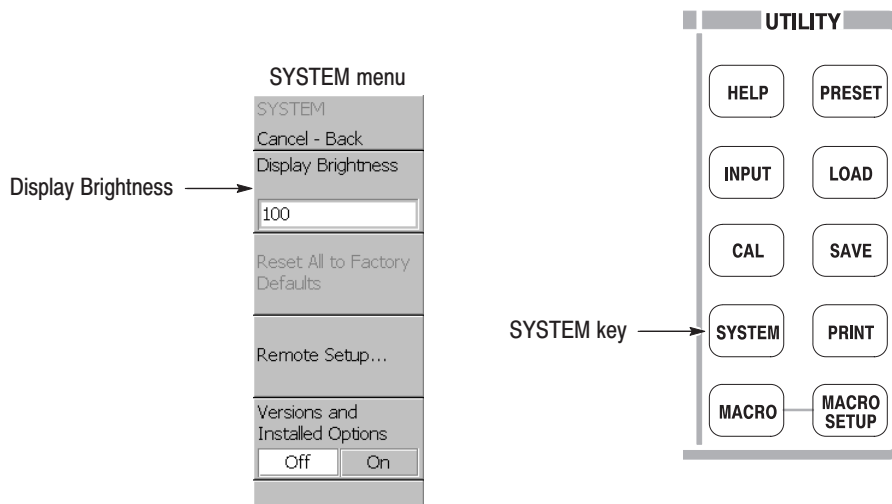 SYSTEM menu
SYSTEM
Cancel - Back
Display Brightness
Display Brightness
100
Reset All to Factory
Defaults
Remote Setup...
Versions and
Installed Options
Off On
UTILITY
HELP PRESET
INPUT LOAD
CAL SAVE
SYSTEM key
SYSTEM PRINT
MACRO MACRO
SETUP